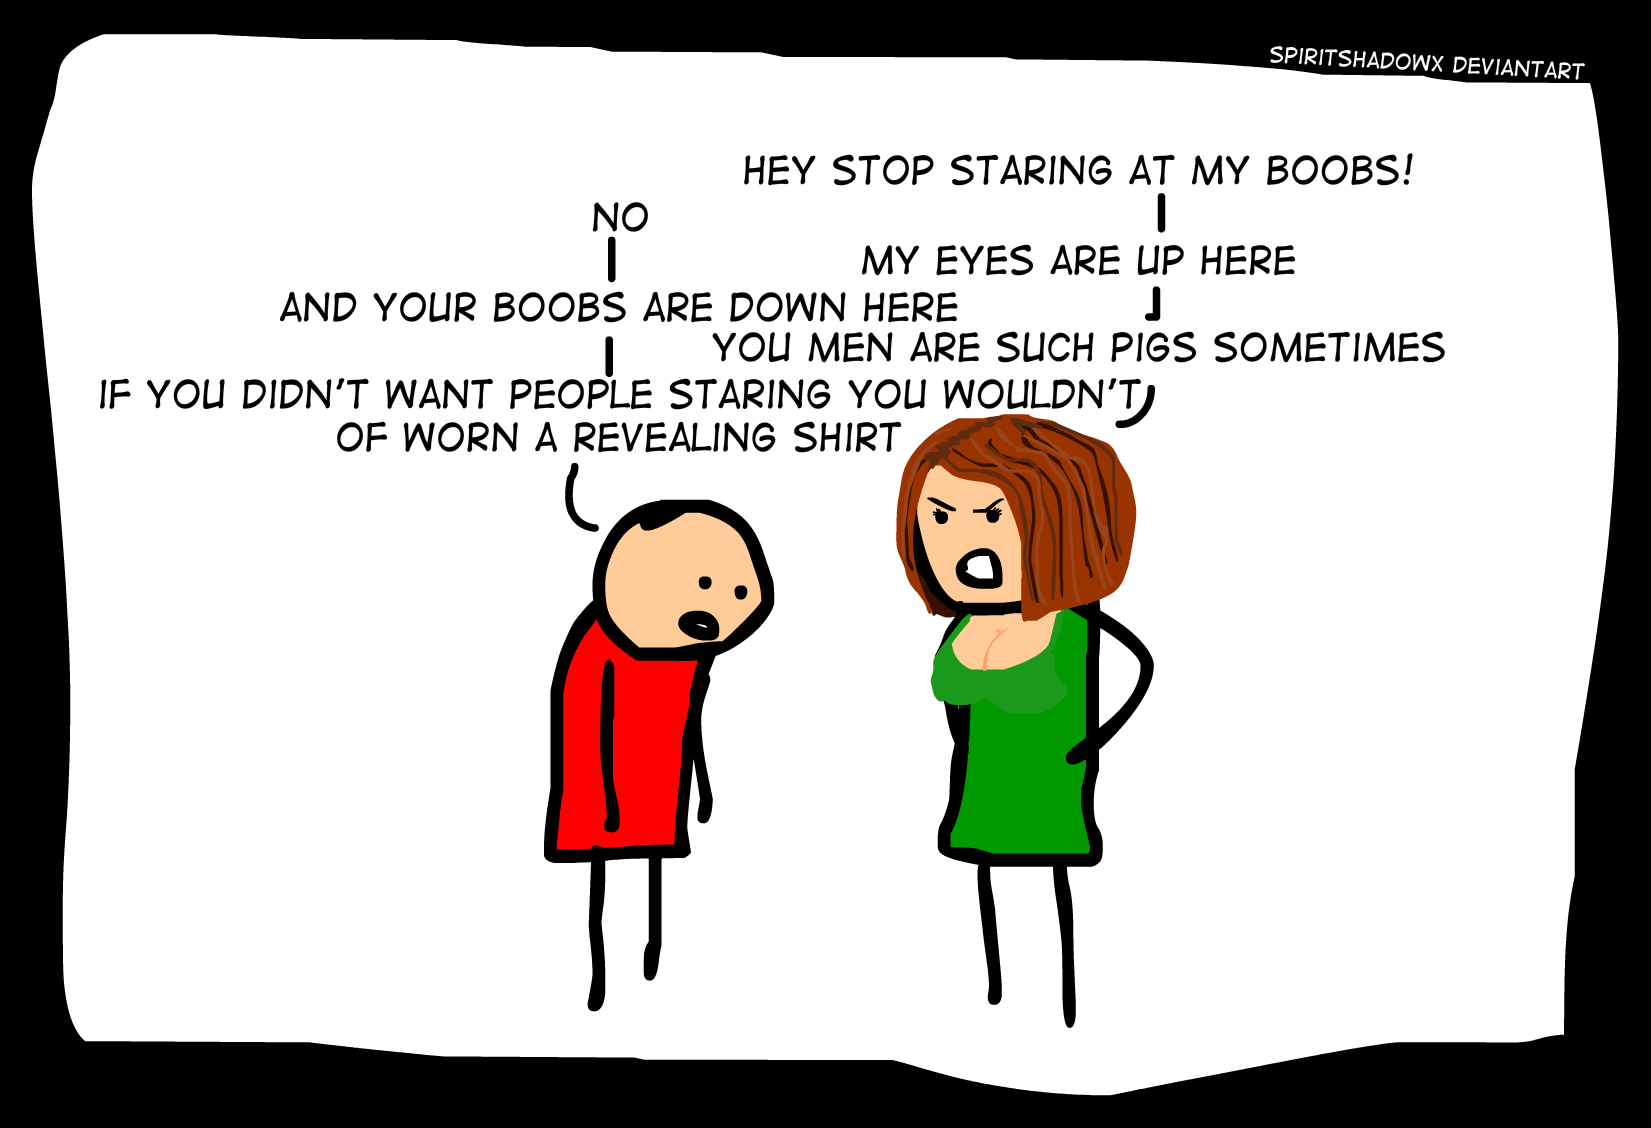 SPIRITSHADOWX DEVIANTART
HEY STOP STARING AT MY BOOBS!
NO
MY EYES ARE UP HERE
AND YOUR BOOBS ARE DOWN HERE
YOU MEN ARE SUCH PIGS SOMETIMES
IF YOU DIDN'T WANT PEOPLE STARING YOU WOULDN'T
OF WORN A REVEALING SHIRT